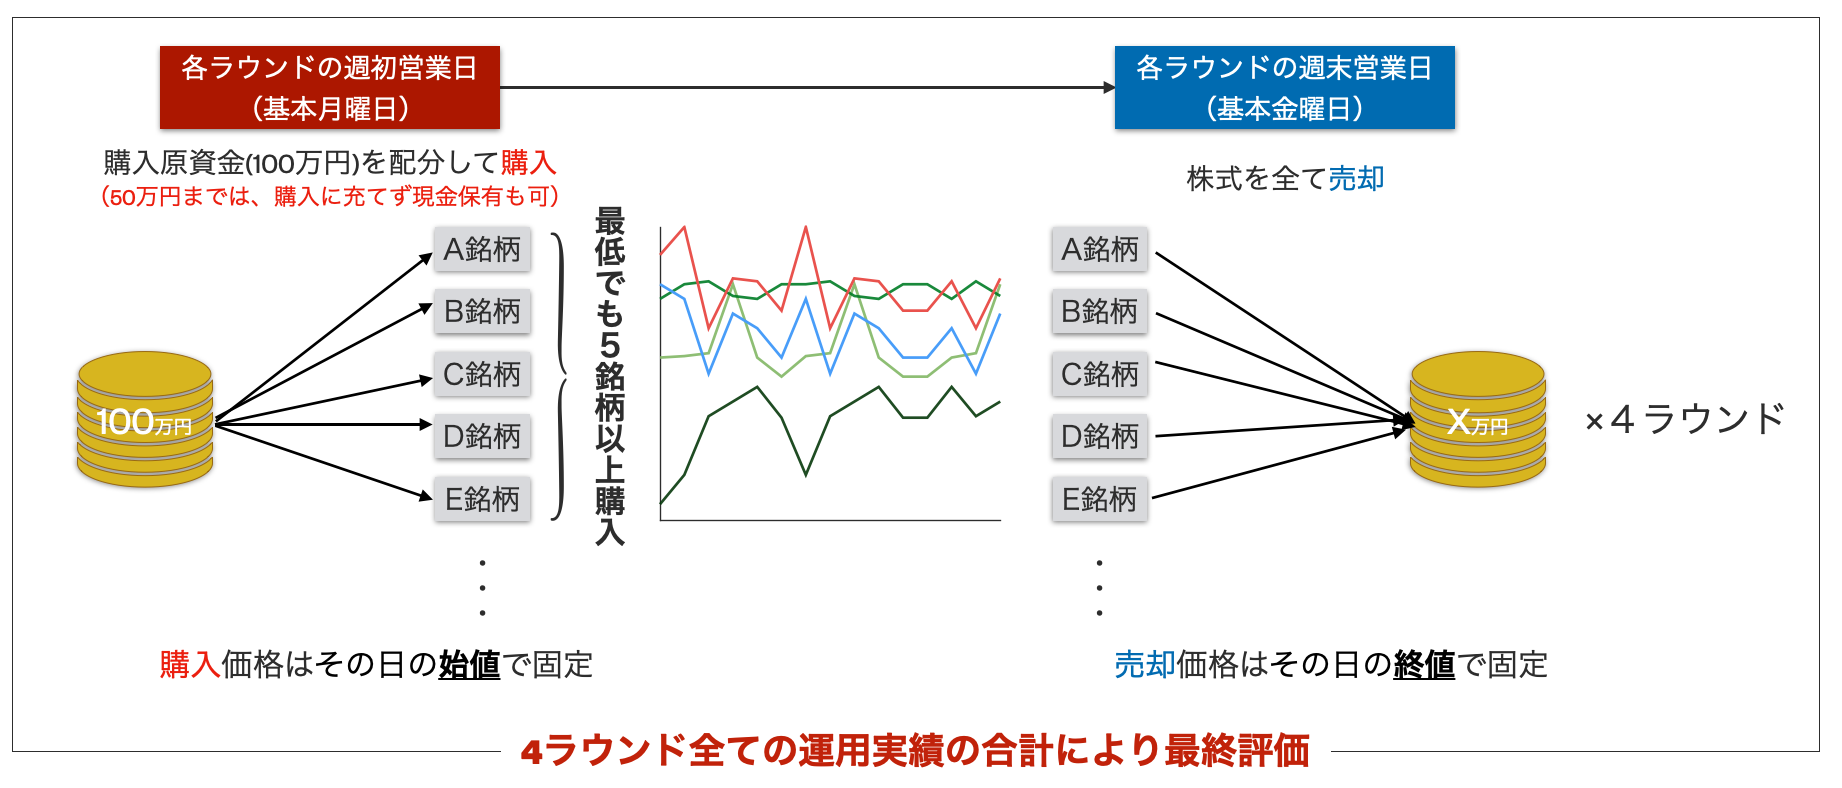 各ラウンドの週初営業日
（基本月曜日）
各ラウンドの週末営業日
（基本金曜日）
購入原資金(100万円)を配分して購入
（50万円までは、購入に充てず現金保有も可）
株式を全て売却
A銘柄
B銘柄
C銘柄
D銘柄
E銘柄
100万円
最低でも５銘柄以上購入
A銘柄
B銘柄
C銘柄
D銘柄
E銘柄
X万円
×４ラウンド
購入価格はその日の始値で固定
売却価格はその日の終値で固定
4ラウンド全ての運用実績の合計により最終評価